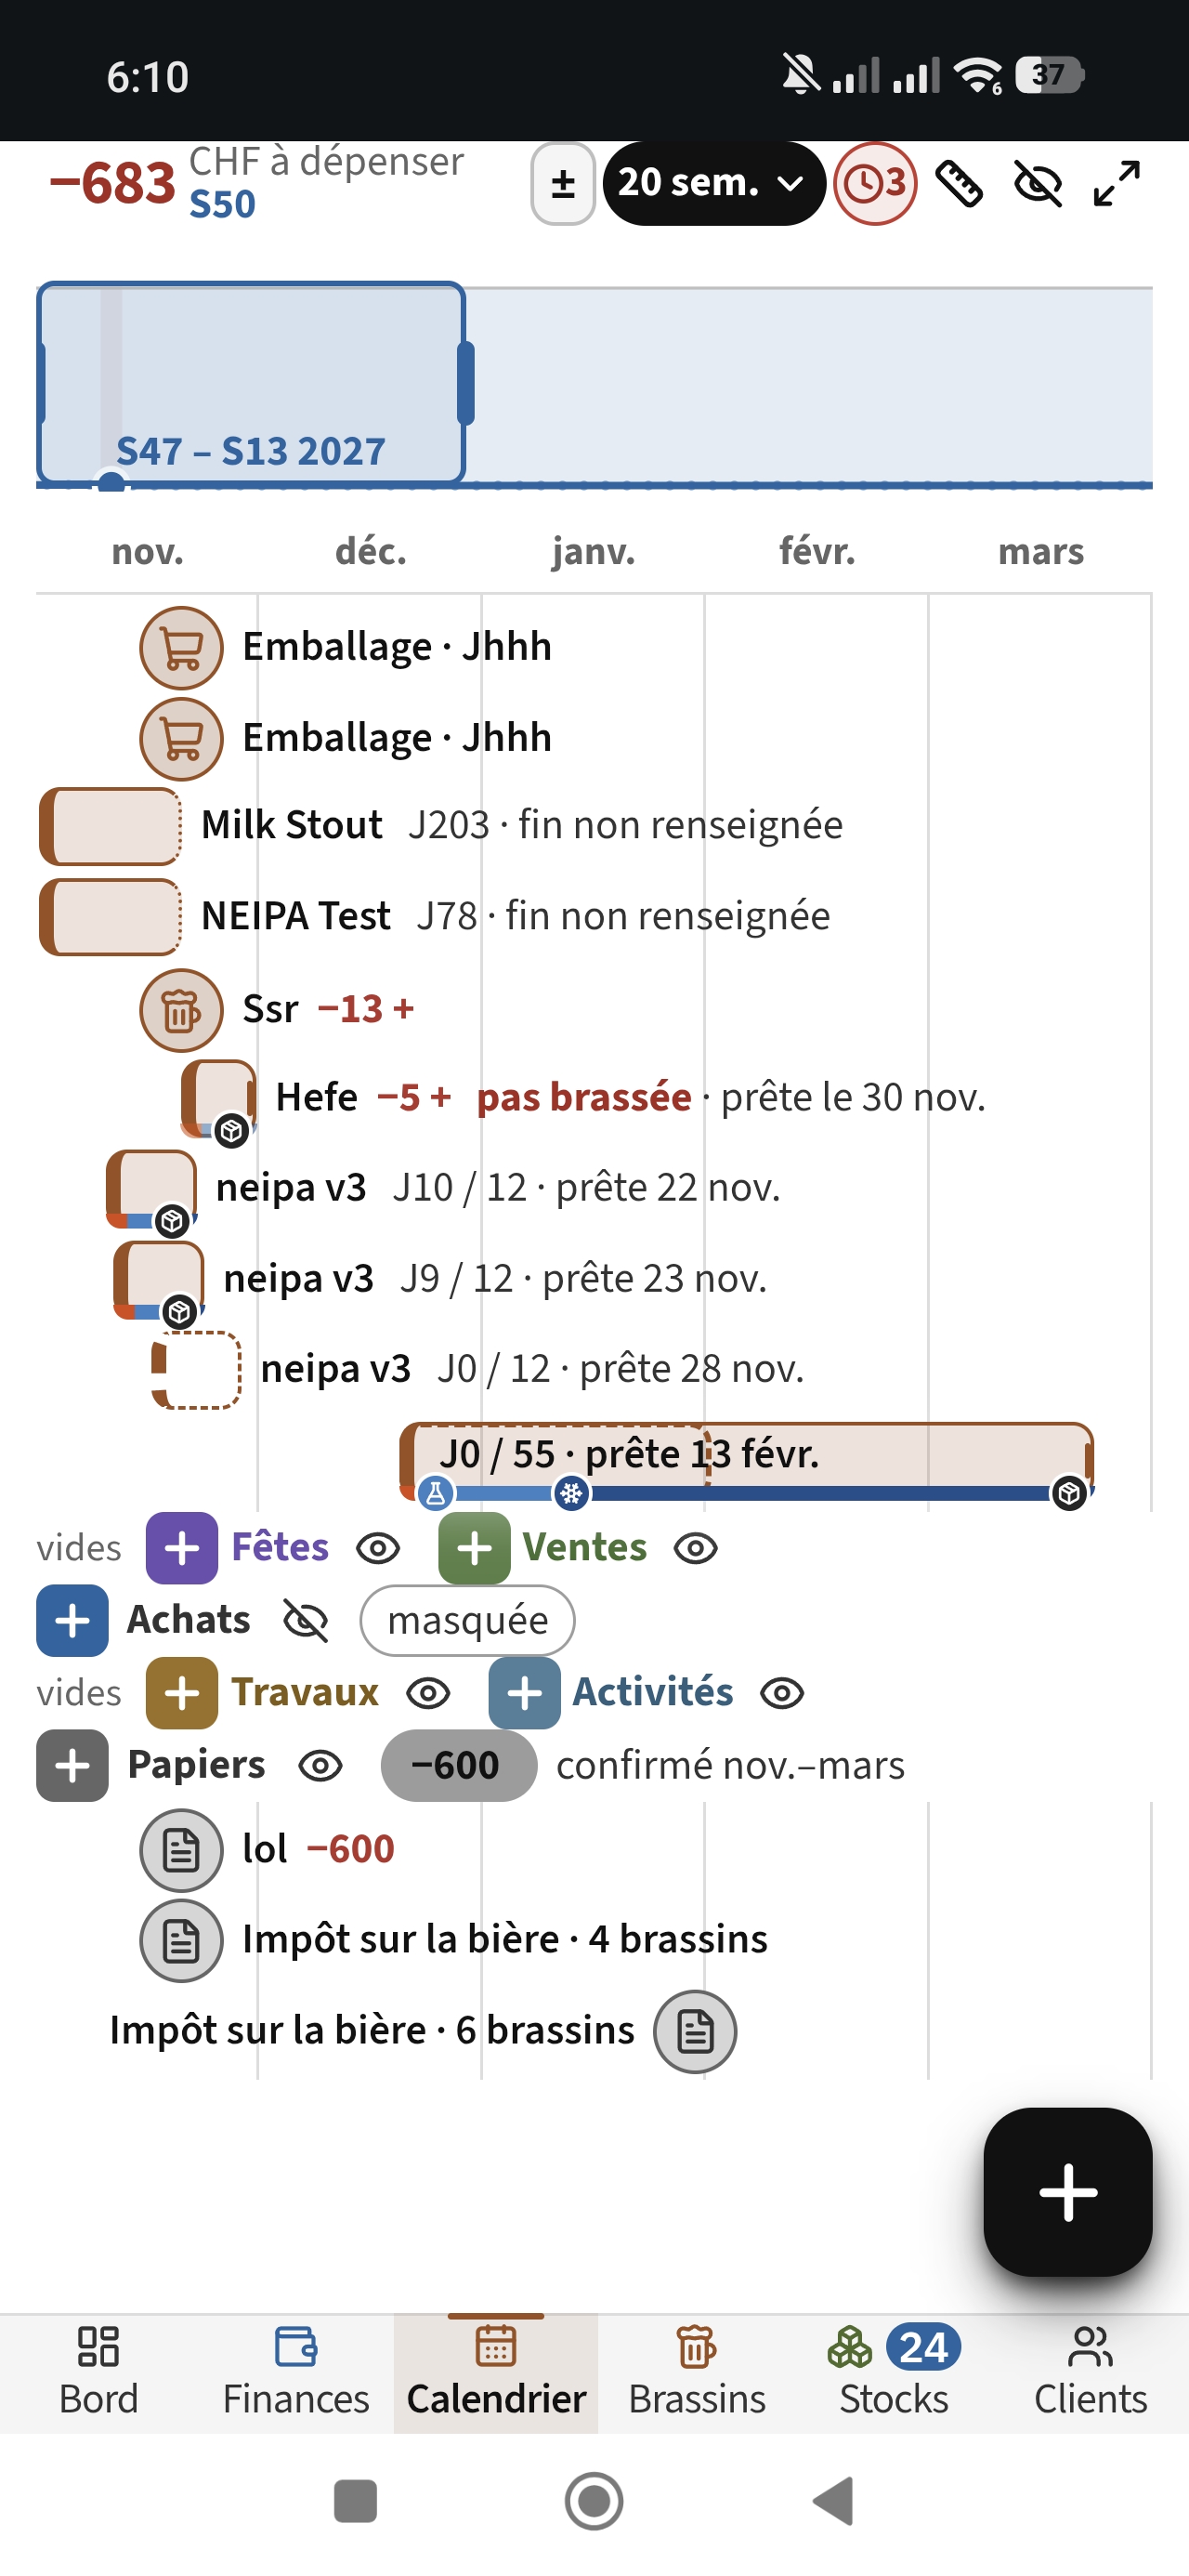 6:10
6
37
−683 CHF à dépenser
S50
±
20 sem.
3
S47 – S13 2027
nov. déc. janv. févr. mars
Emballage · Jhhh
Emballage · Jhhh
Milk Stout J203 · fin non renseignée
NEIPA Test J78 · fin non renseignée
Ssr −13 +
Hefe −5 + pas brassée · prête le 30 nov.
neipa v3 J10 / 12 · prête 22 nov.
neipa v3 J9 / 12 · prête 23 nov.
neipa v3 J0 / 12 · prête 28 nov.
J0 / 55 · prête 13 févr.
vides + Fêtes + Ventes
+ Achats masquée
vides + Travaux + Activités
+ Papiers −600 confirmé nov.–mars
lol −600
Impôt sur la bière · 4 brassins
Impôt sur la bière · 6 brassins
+
24
Bord Finances Calendrier Brassins Stocks Clients